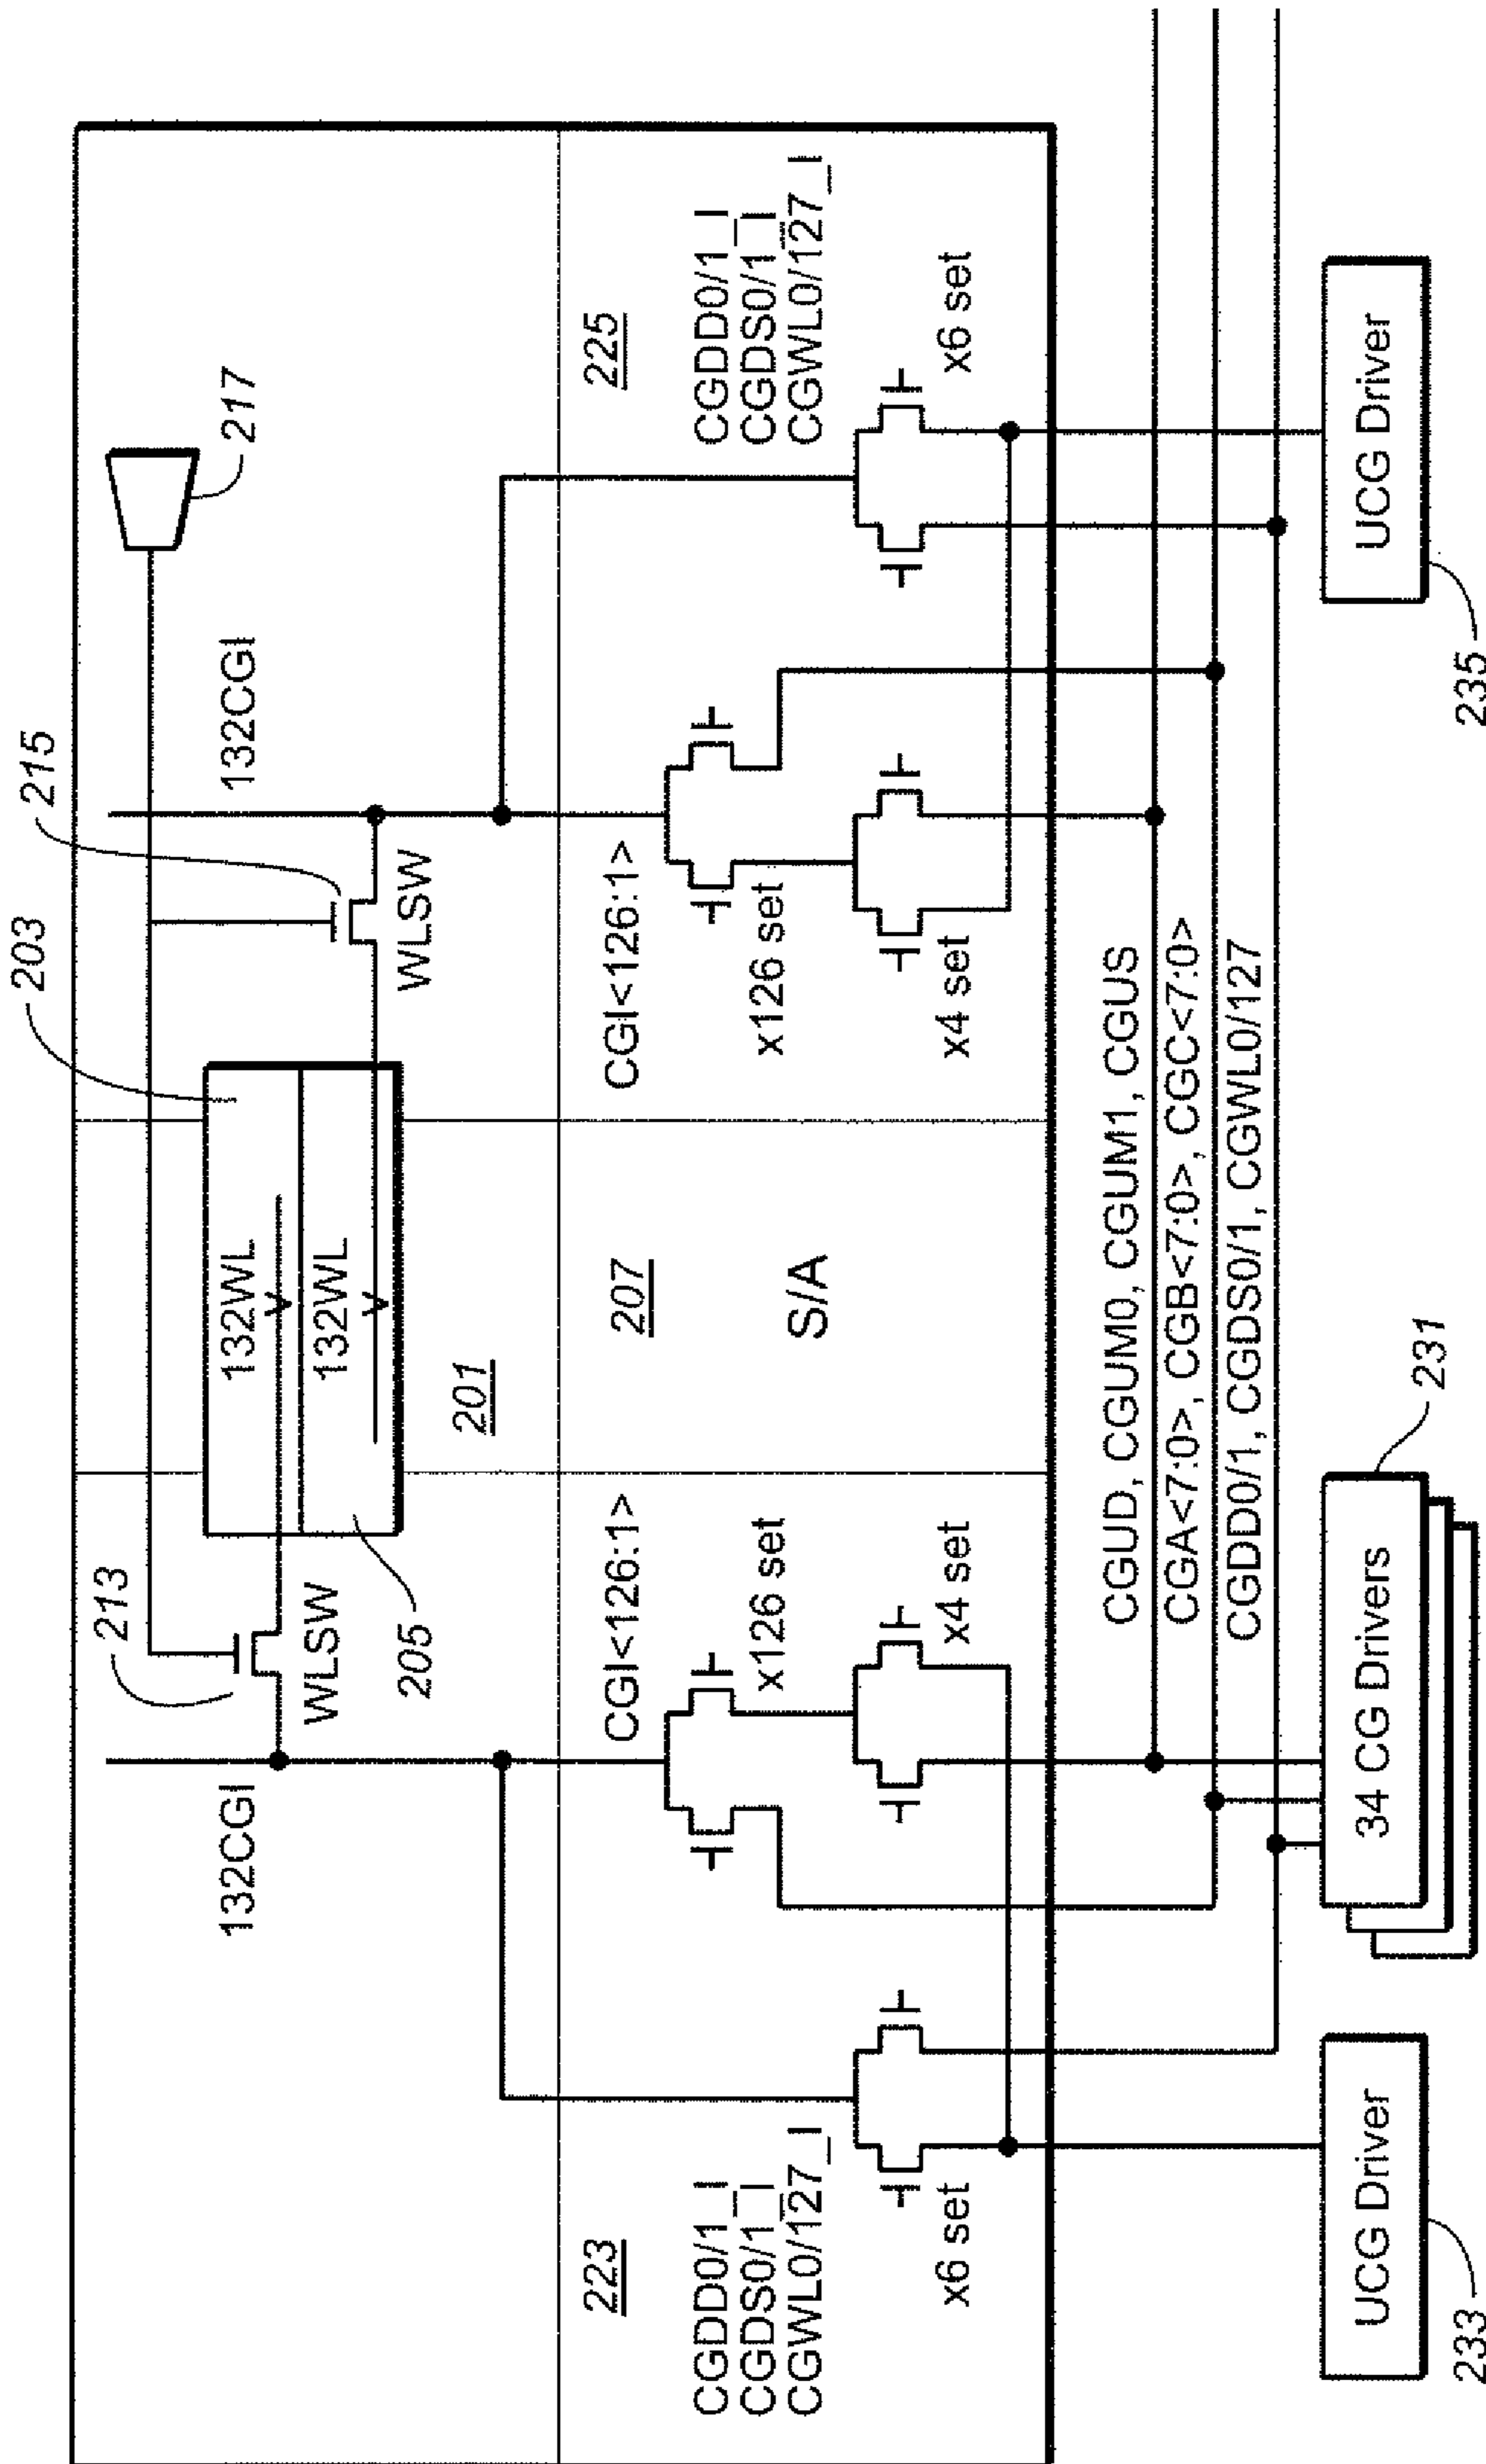 203
215
217
213
132CGI
132CGI
132WL
WLSW
132WL
WLSW
205
201
223
CGDD0/1_I
CGDS0/1_I
CGWL0/127_I
x6 set
CGI<126:1>
x126 set
x4 set
207
S/A
CGI<126:1>
x126 set
x4 set
225
CGDD0/1_I
CGDS0/1_I
CGWL0/127_I
x6 set
CGUD, CGUM0, CGUM1, CGUS
CGA<7:0>, CGB<7:0>, CGC<7:0>
CGDD0/1, CGDS0/1, CGWL0/127
UCG Driver
233
34 CG Drivers
231
UCG Driver
235